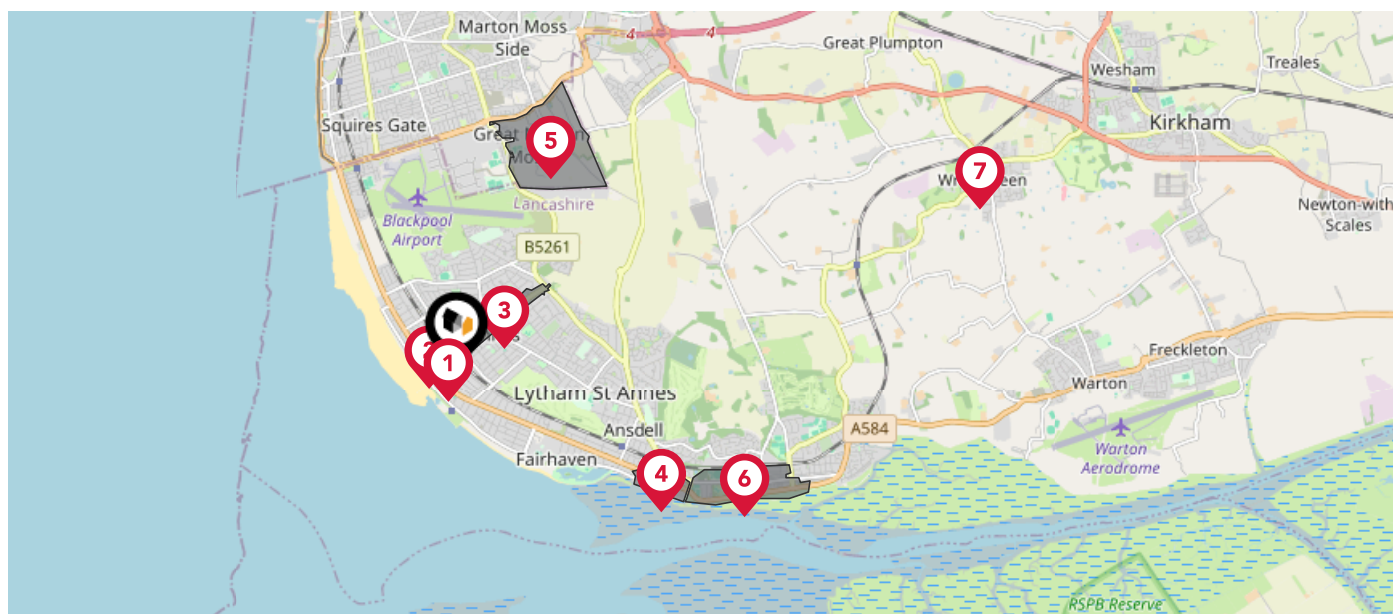 Marton Moss
Side
4
4
Great Plumpton
Wesham
Treales
Squires Gate
Great
Kirkham
5
7
Lancashire
Newton-with
Scales
Blackpool
Airport
B5261
3
1
Lytham St Annes
Freckleton
Warton
Ansdell
A584
Fairhaven
Warton
Aerodrome
4
6
RSPB Reserve